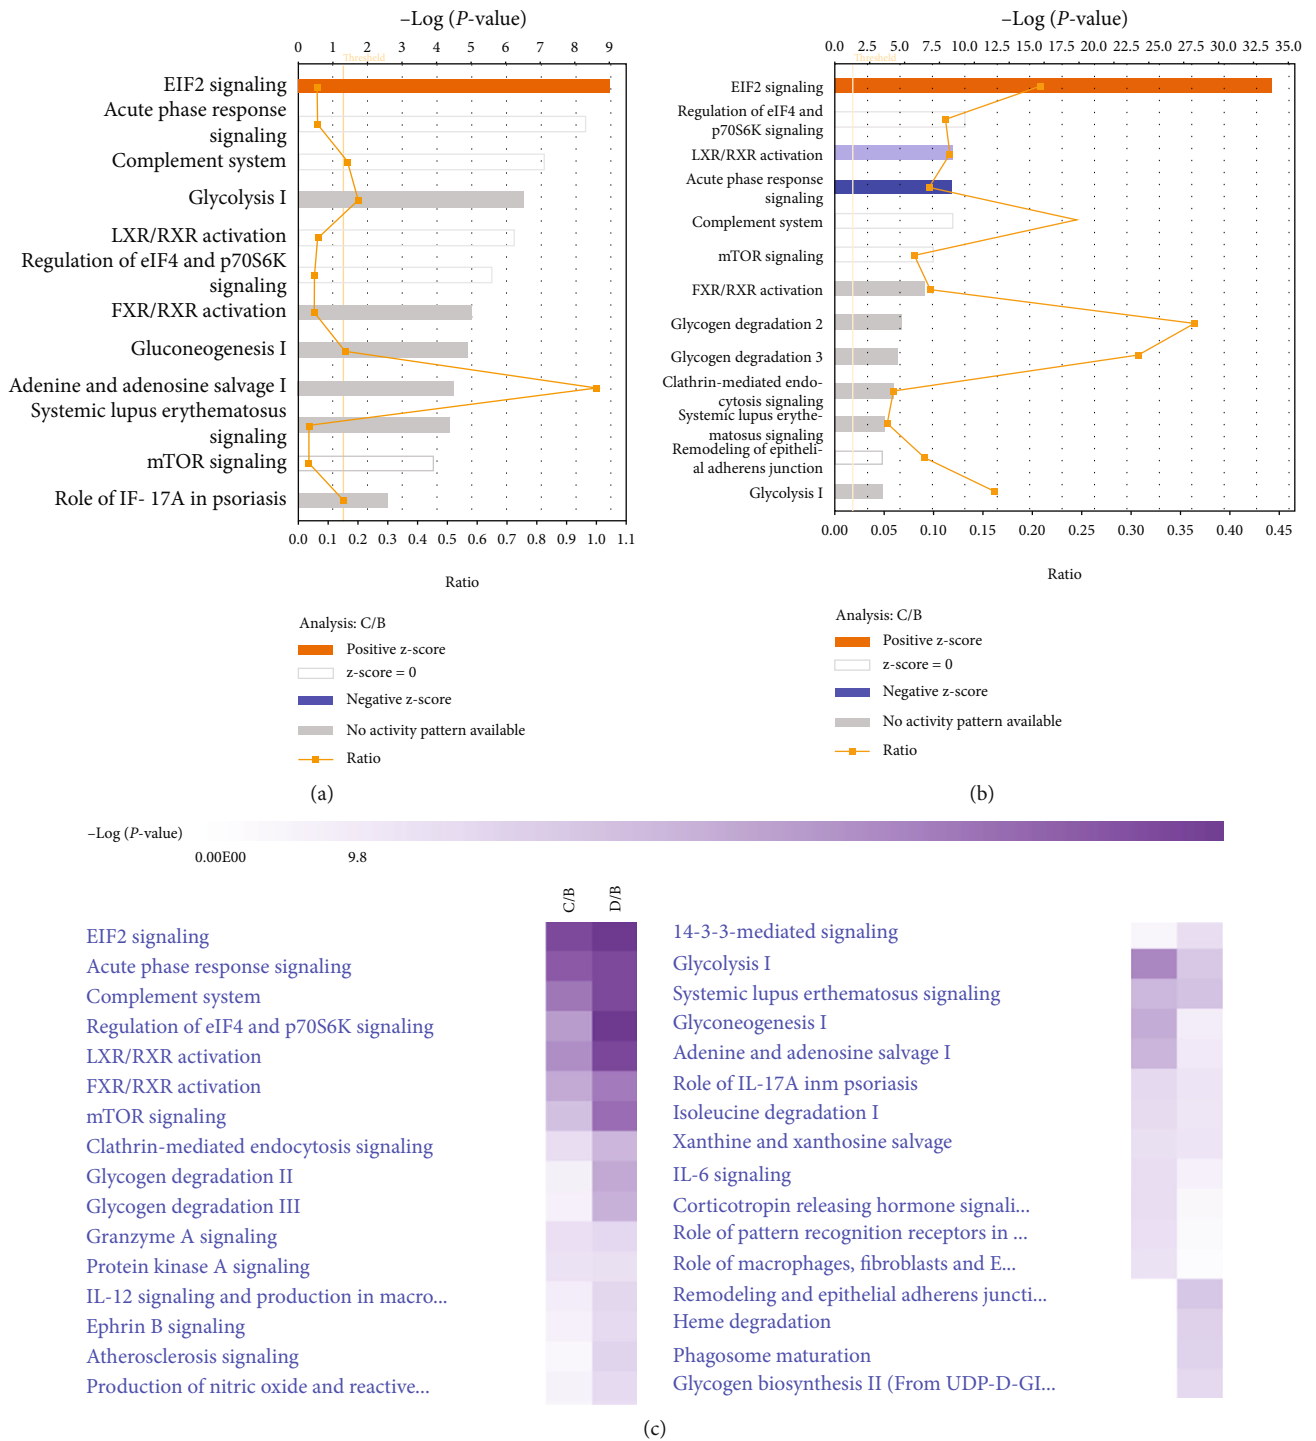 –Log (P-value)
0 1 2 3 4 5 6 7 8 9
Threshold
EIF2 signaling
Acute phase response
signaling
Complement system
Glycolysis I
LXR/RXR activation
Regulation of eIF4 and p70S6K
signaling
FXR/RXR activation
Gluconeogenesis I
Adenine and adenosine salvage I
Systemic lupus erythematosus
signaling
mTOR signaling
Role of IF- 17A in psoriasis
0.0 0.1 0.2 0.3 0.4 0.5 0.6 0.7 0.8 0.9 1.0 1.1
Ratio
Analysis: C/B
Positive z-score
z-score = 0
Negative z-score
No activity pattern available
Ratio
(a)
–Log (P-value)
0.0 2.5 5.0 7.5 10.0 12.5 15.0 17.5 20.0 22.5 25.0 27.5 30.0 32.5 35.0
Threshold
EIF2 signaling
Regulation of eIF4 and
p70S6K signaling
LXR/RXR activation
Acute phase response
signaling
Complement system
mTOR signaling
FXR/RXR activation
Glycogen degradation 2
Glycogen degradation 3
Clathrin-mediated endo-
cytosis signaling
Systemic lupus erythe-
matosus signaling
Remodeling of epitheli-
al adherens junction
Glycolysis I
0.00 0.05 0.10 0.15 0.20 0.25 0.30 0.35 0.40 0.45
Ratio
Analysis: C/B
Positive z-score
z-score = 0
Negative z-score
No activity pattern available
Ratio
(b)
–Log (P-value)
0.00E00 9.8
C/B D/B
EIF2 signaling
Acute phase response signaling
Complement system
Regulation of eIF4 and p70S6K signaling
LXR/RXR activation
FXR/RXR activation
mTOR signaling
Clathrin-mediated endocytosis signaling
Glycogen degradation II
Glycogen degradation III
Granzyme A signaling
Protein kinase A signaling
IL-12 signaling and production in macro...
Ephrin B signaling
Atherosclerosis signaling
Production of nitric oxide and reactive...
14-3-3-mediated signaling
Glycolysis I
Systemic lupus erthematosus signaling
Glyconeogenesis I
Adenine and adenosine salvage I
Role of IL-17A inm psoriasis
Isoleucine degradation I
Xanthine and xanthosine salvage
IL-6 signaling
Corticotropin releasing hormone signali...
Role of pattern recognition receptors in ...
Role of macrophages, fibroblasts and E...
Remodeling and epithelial adherens juncti...
Heme degradation
Phagosome maturation
Glycogen biosynthesis II (From UDP-D-GI...
(c)